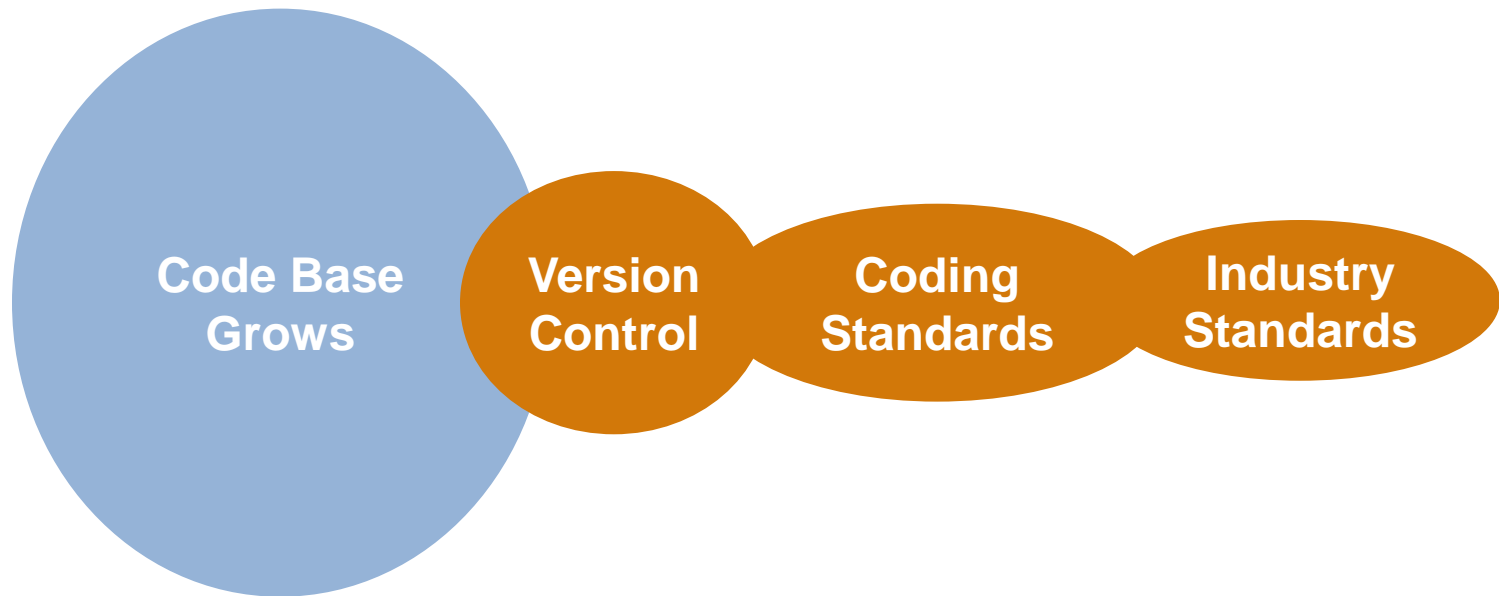 Code Base
Grows
Version
Control
Coding
Standards
Industry
Standards